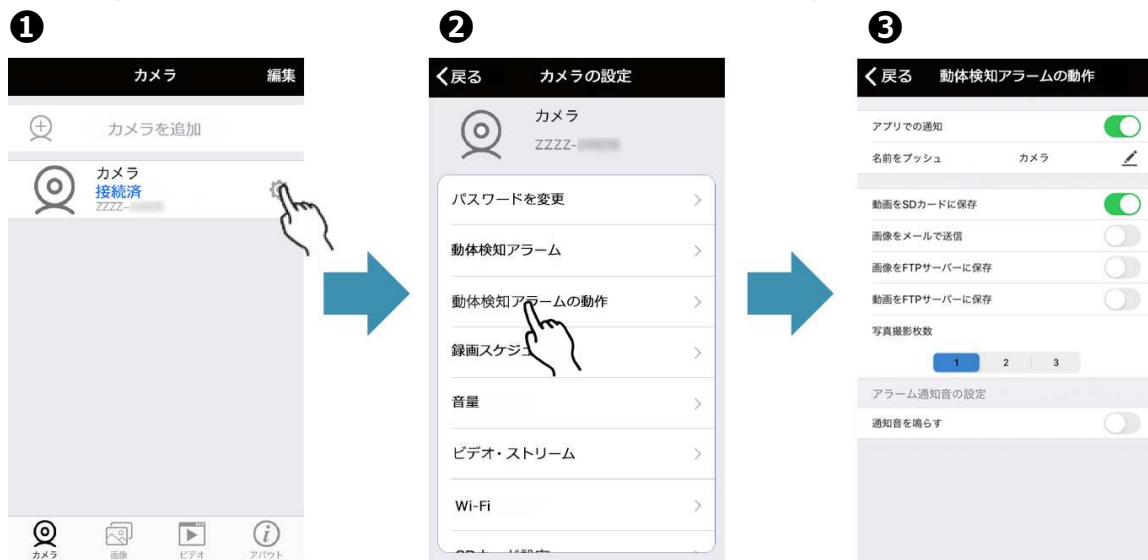 ❶
カメラ 編集
カメラを追加
カメラ
接続済
ZZZZ-
カメラ 画像 ビデオ アバウト
❷
戻る カメラの設定
カメラ
ZZZZ-
パスワードを変更
動体検知アラーム
動体検知アラームの動作
録画スケジュ
音量
ビデオ・ストリーム
Wi-Fi
❸
戻る 動体検知アラームの動作
アプリでの通知
名前をプッシュ カメラ
動画をSDカードに保存
画像をメールで送信
画像をFTPサーバーに保存
動画をFTPサーバーに保存
写真撮影枚数
1 2 3
アラーム通知音の設定
通知音を鳴らす